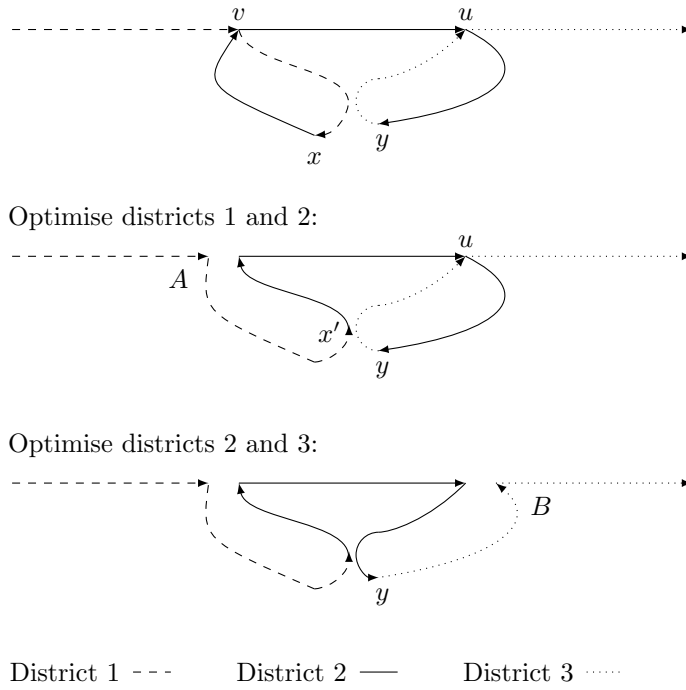 v u
x y
Optimise districts 1 and 2:
u
A
x′ y
Optimise districts 2 and 3:
B
y
District 1 District 2 District 3